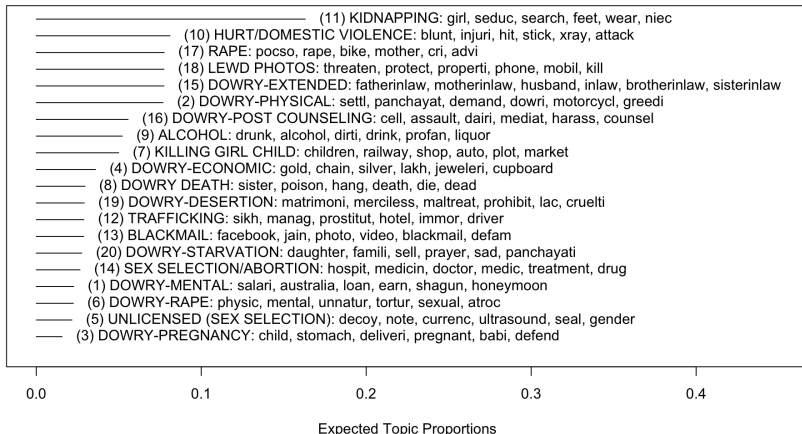 (11) KIDNAPPING: girl, seduc, search, feet, wear, niec
(10) HURT/DOMESTIC VIOLENCE: blunt, injuri, hit, stick, xray, attack
(17) RAPE: pocso, rape, bike, mother, cri, advi
(18) LEWD PHOTOS: threaten, protect, properti, phone, mobil, kill
(15) DOWRY-EXTENDED: fatherinlaw, motherinlaw, husband, inlaw, brotherinlaw, sisterinlaw
(2) DOWRY-PHYSICAL: settl, panchayat, demand, dowri, motorcycl, greedi
(16) DOWRY-POST COUNSELING: cell, assault, dairi, mediat, harass, counsel
(9) ALCOHOL: drunk, alcohol, dirti, drink, profan, liquor
(7) KILLING GIRL CHILD: children, railway, shop, auto, plot, market
(4) DOWRY-ECONOMIC: gold, chain, silver, lakh, jeweleri, cupboard
(8) DOWRY DEATH: sister, poison, hang, death, die, dead
(19) DOWRY-DESERTION: matrimoni, merciless, maltreat, prohibit, lac, cruelti
(12) TRAFFICKING: sikh, manag, prostitut, hotel, immor, driver
(13) BLACKMAIL: facebook, jain, photo, video, blackmail, defam
(20) DOWRY-STARVATION: daughter, famili, sell, prayer, sad, panchayati
(14) SEX SELECTION/ABORTION: hospit, medicin, doctor, medic, treatment, drug
(1) DOWRY-MENTAL: salari, australia, loan, earn, shagun, honeymoon
(6) DOWRY-RAPE: physic, mental, unnatur, tortur, sexual, atroc
(5) UNLICENSED (SEX SELECTION): decoy, note, currenc, ultrasound, seal, gender
(3) DOWRY-PREGNANCY: child, stomach, deliveri, pregnant, babi, defend
0.0 0.1 0.2 0.3 0.4
Expected Topic Proportions